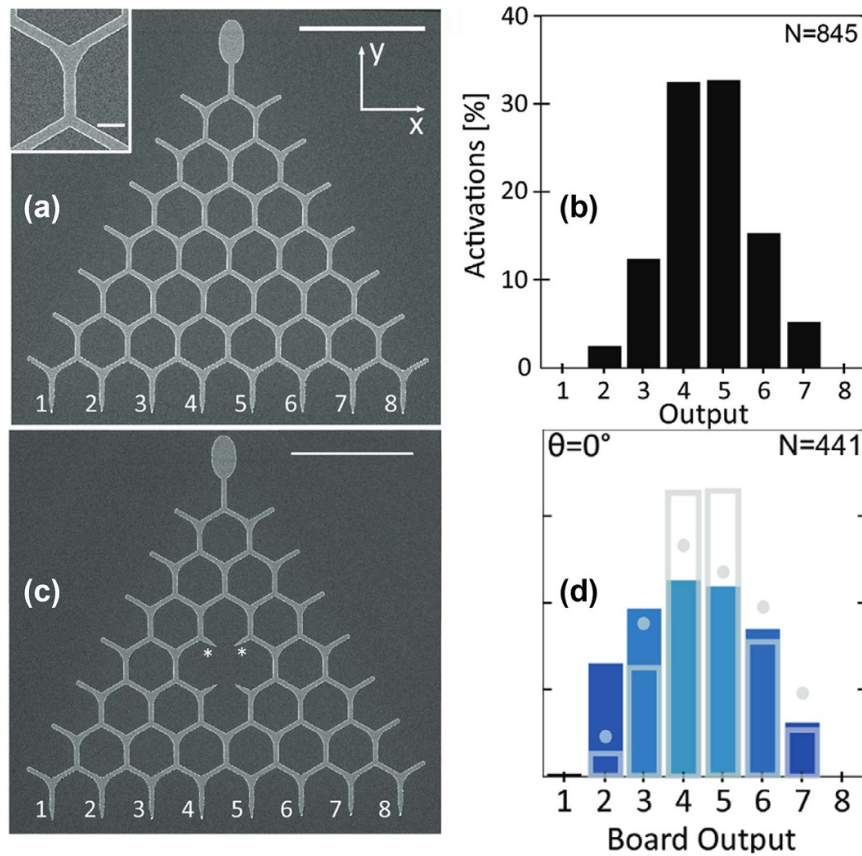 (a)
y
x
1 2 3 4 5 6 7 8
(b)
N=845
Activations [%]
40
30
20
10
0
1 2 3 4 5 6 7 8
Output
(c)
* *
1 2 3 4 5 6 7 8
(d)
θ=0°
N=441
1 2 3 4 5 6 7 8
Board Output